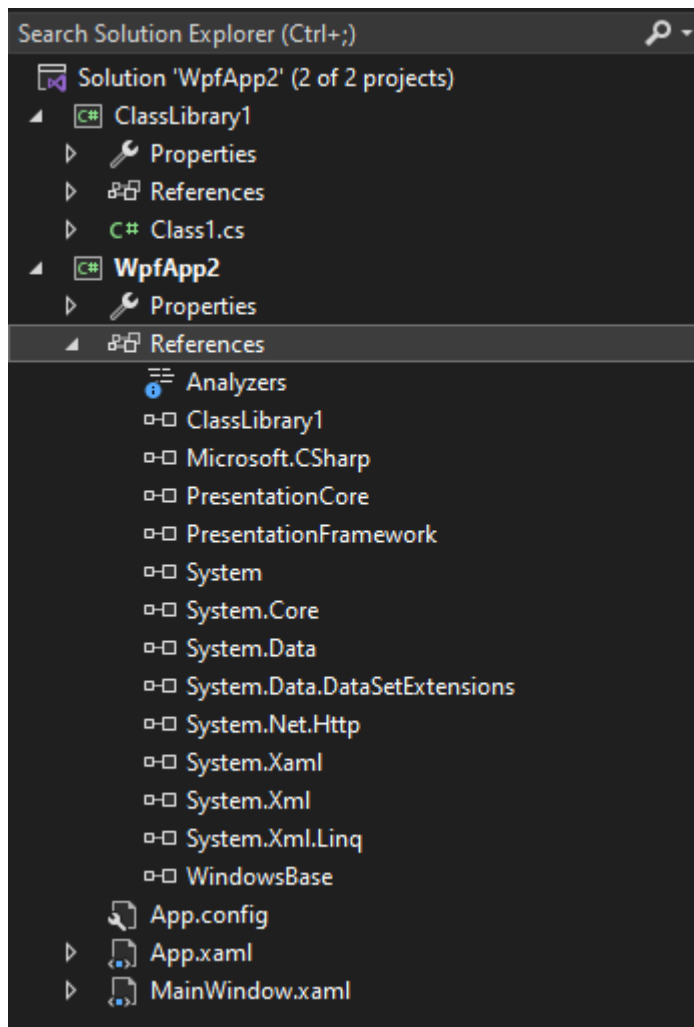 Search Solution Explorer (Ctrl+;)
Solution 'WpfApp2' (2 of 2 projects)
C# ClassLibrary1
Properties
References
C# Class1.cs
C# WpfApp2
Properties
References
Analyzers
ClassLibrary1
Microsoft.CSharp
PresentationCore
PresentationFramework
System
System.Core
System.Data
System.Data.DataSetExtensions
System.Net.Http
System.Xaml
System.Xml
System.Xml.Linq
WindowsBase
App.config
App.xaml
MainWindow.xaml